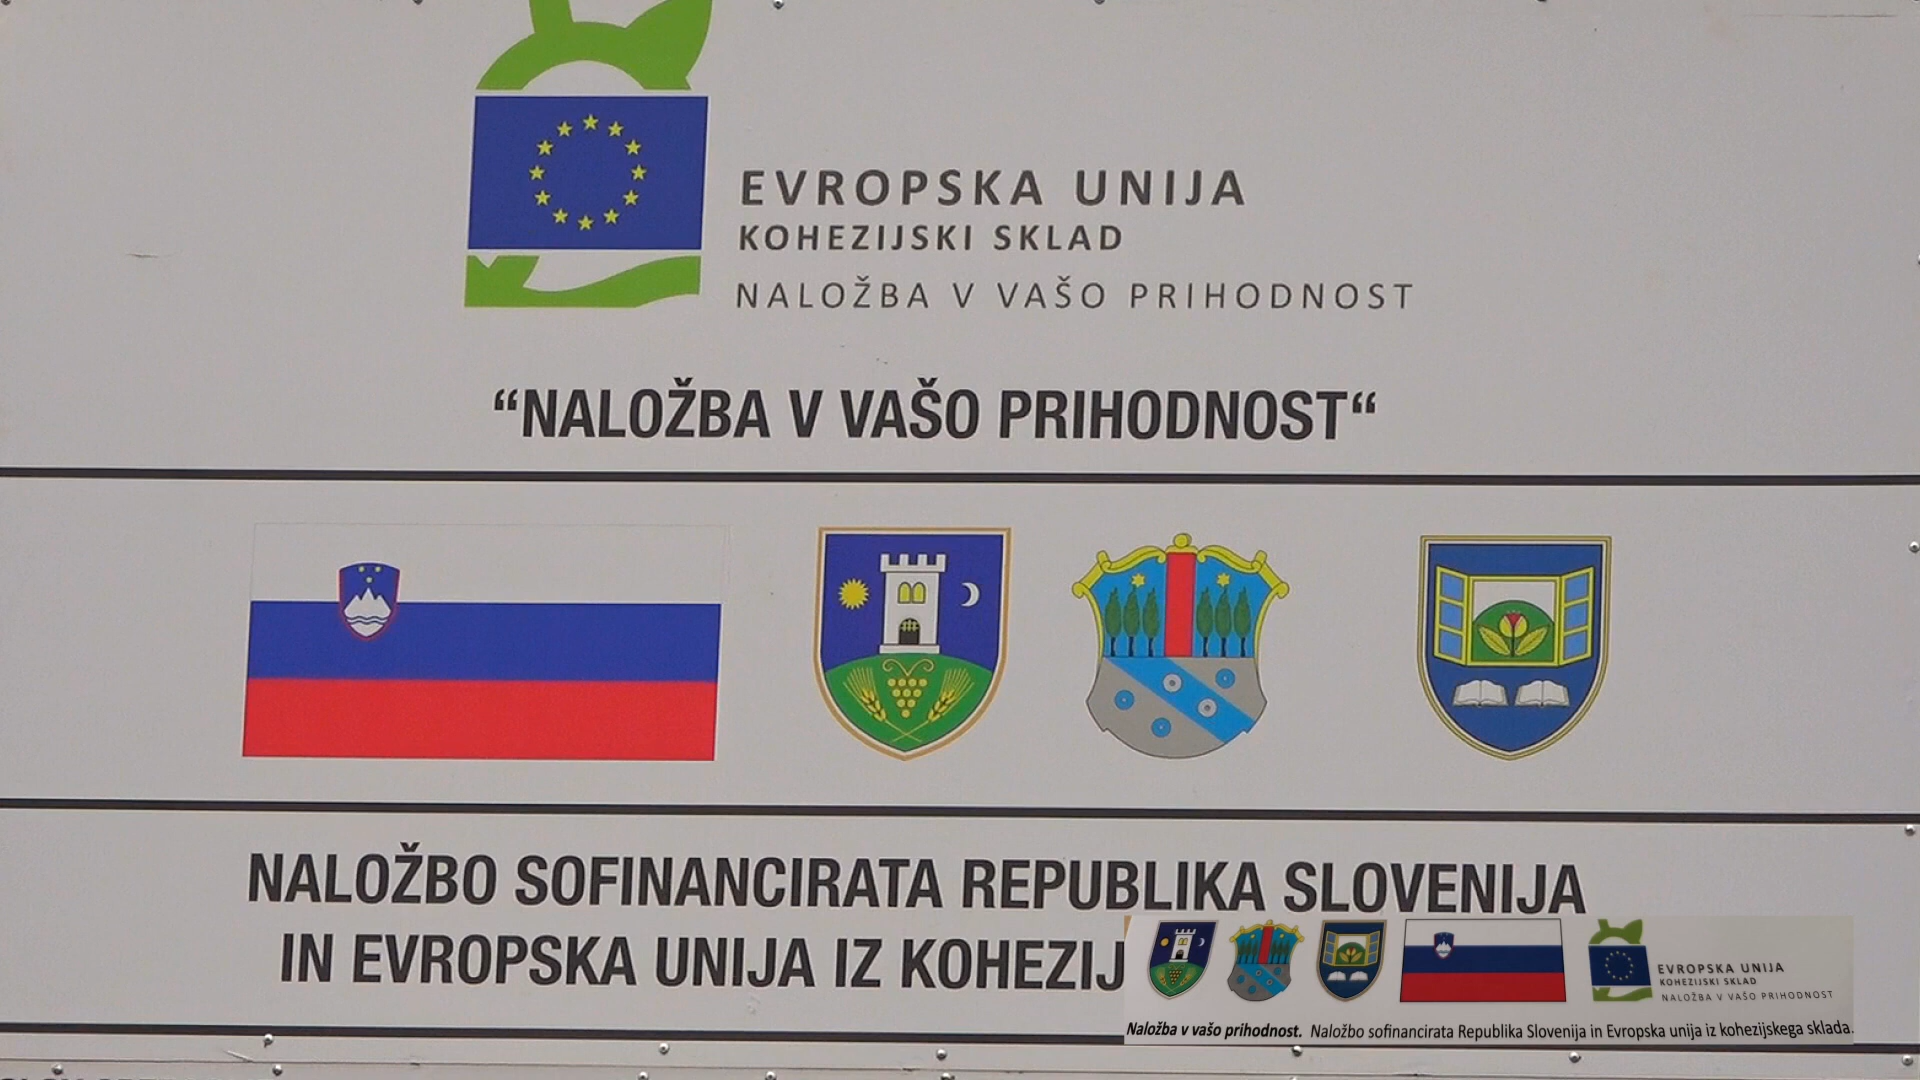 EVROPSKA UNIJA
KOHEZIJSKI SKLAD
NALOŽBA V VAŠO PRIHODNOST
“NALOŽBA V VAŠO PRIHODNOST“
NALOŽBO SOFINANCIRATA REPUBLIKA SLOVENIJA
IN EVROPSKA UNIJA IZ KOHEZIJ
EVROPSKA UNIJA
KOHEZIJSKI SKLAD
NALOŽBA V VAŠO PRIHODNOST
Naložba v vašo prihodnost. Naložbo sofinancirata Republika Slovenija in Evropska unija iz kohezijskega sklada.